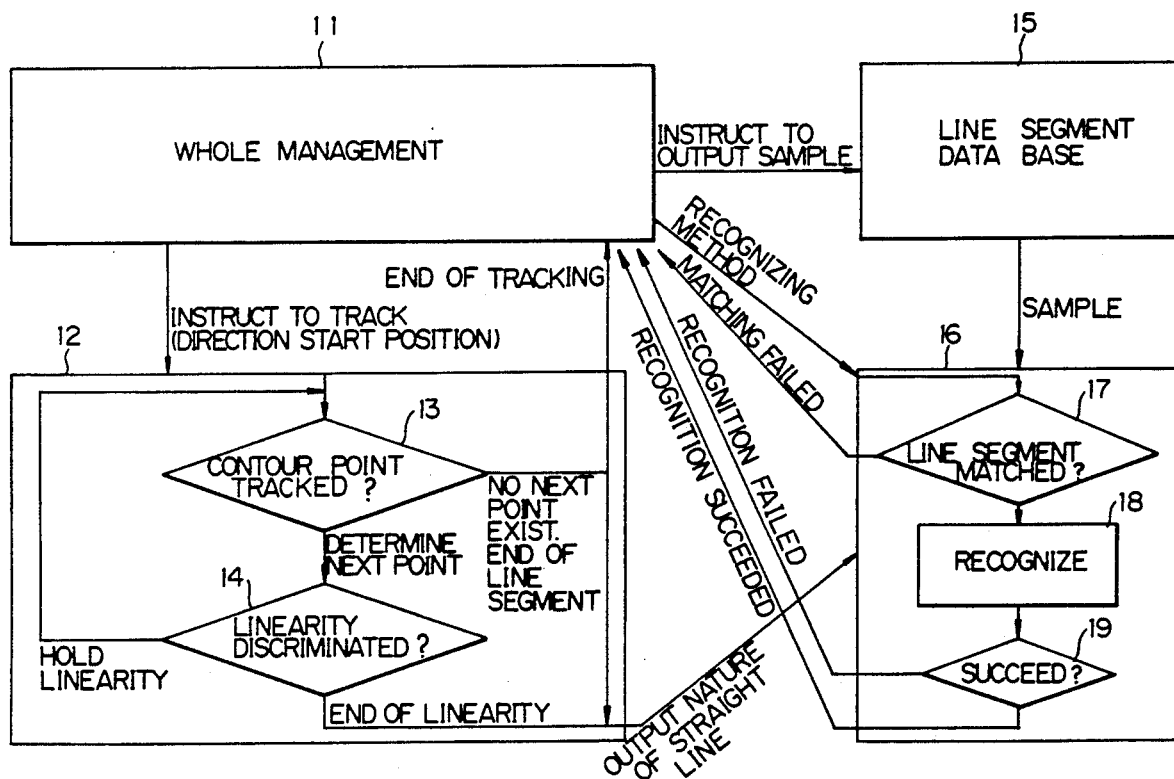 11
15
WHOLE MANAGEMENT
INSTRUCT TO
OUTPUT SAMPLE
LINE SEGMENT
DATA BASE
RECOGNIZING
METHOD
MATCHING FAILED
RECOGNITION FAILED
RECOGNITION SUCCEEDED
END OF TRACKING
INSTRUCT TO TRACK
(DIRECTION START POSITION)
SAMPLE
12
16
13
CONTOUR POINT
TRACKED ?
NO NEXT
POINT
EXIST.
END OF
LINE
SEGMENT
DETERMINE
NEXT POINT
14
LINEARITY
DISCRIMINATED ?
HOLD
LINEARITY
END OF LINEARITY
OUTPUT NATURE
OF STRAIGHT
LINE
17
LINE SEGMENT
MATCHED ?
18
RECOGNIZE
19
SUCCEED ?